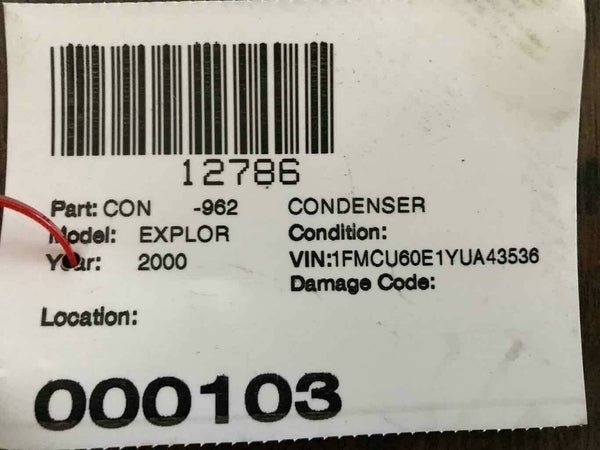 12786
Part: CON -962 CONDENSER
Model: EXPLOR Condition:
Year: 2000 VIN:1FMCU60E1YUA43536
Damage Code:
Location:
000103